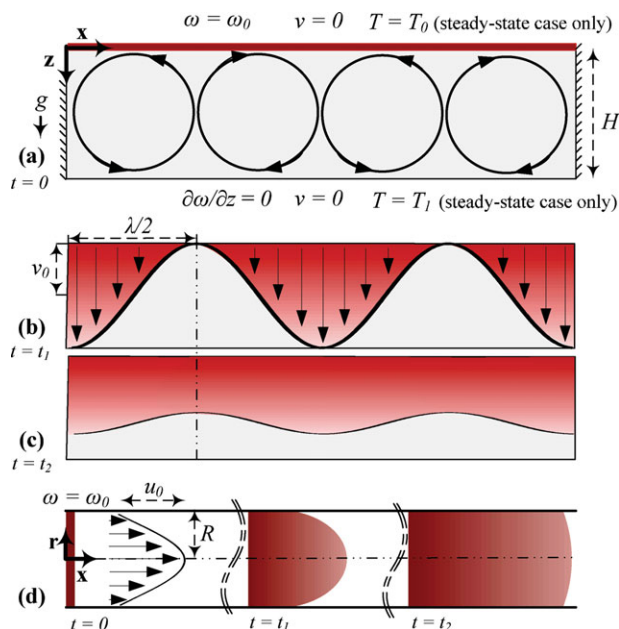 ω = ω₀ v = 0 T = T₀ (steady-state case only)
x
z
g
H
(a)
t = 0
∂ω/∂z = 0 v = 0 T = T₁ (steady-state case only)
λ/2
v₀
(b)
t = t₁
(c)
t = t₂
ω = ω₀ u₀
r
R
x
(d)
t = 0 t = t₁ t = t₂